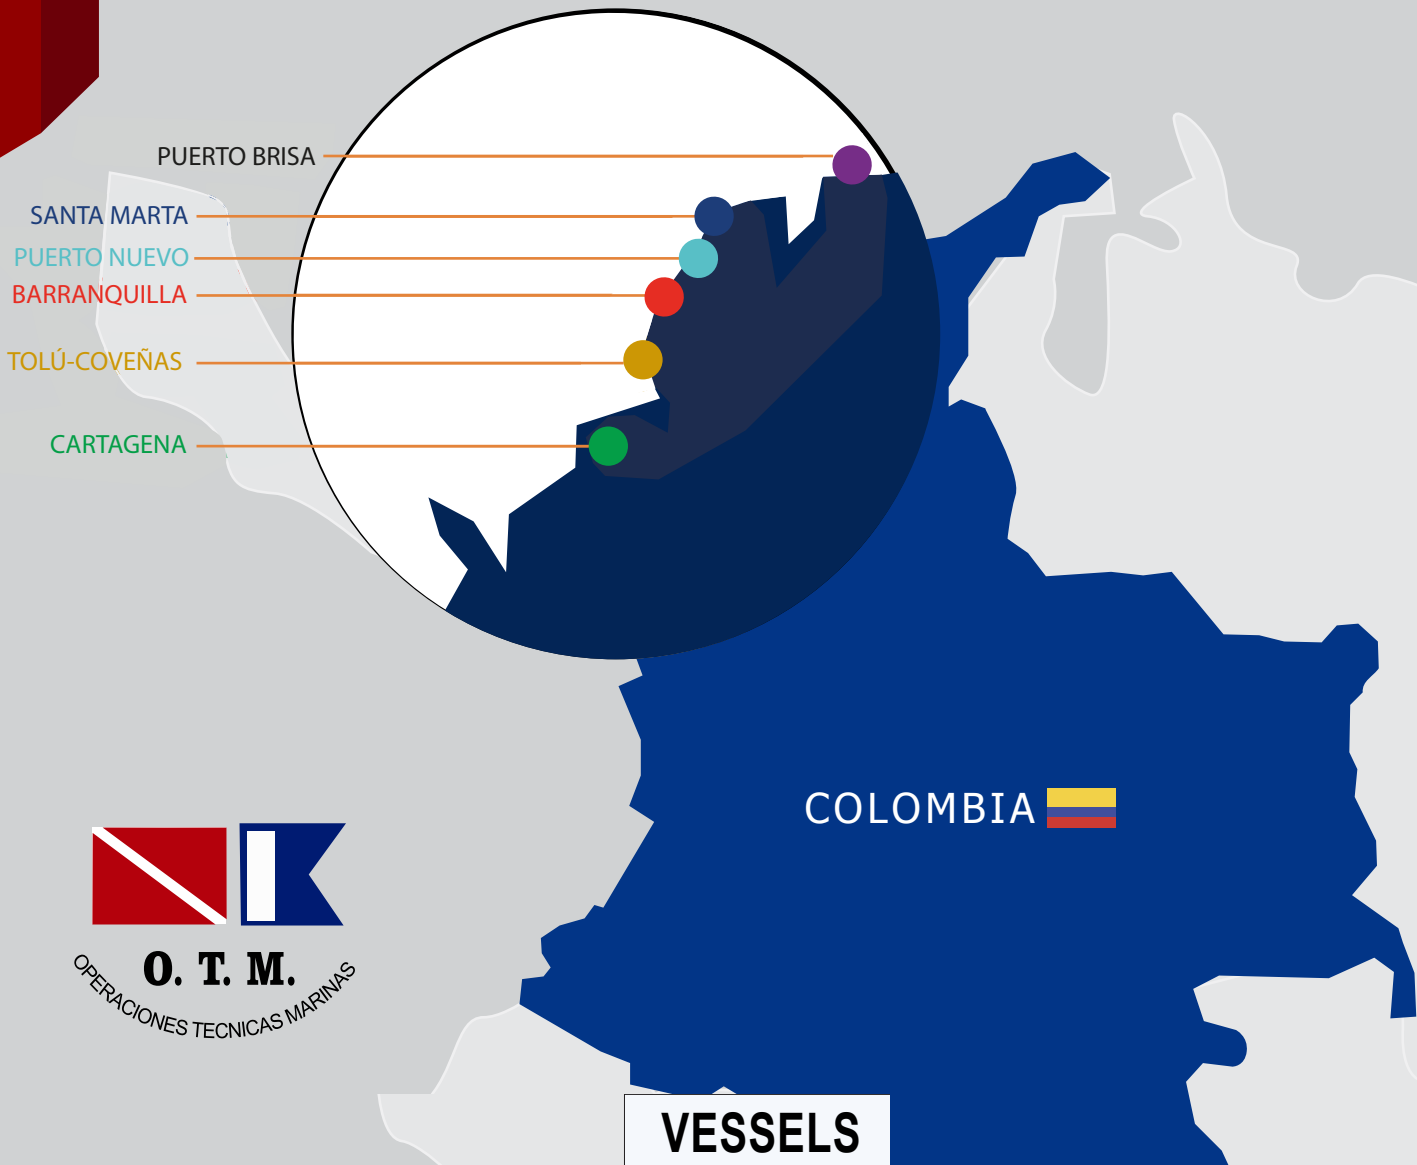 PUERTO BRISA
SANTA MARTA
PUERTO NUEVO
BARRANQUILLA
TOLÚ-COVEÑAS
CARTAGENA
COLOMBIA
O. T. M.
OPERACIONES TECNICAS MARINAS
VESSELS